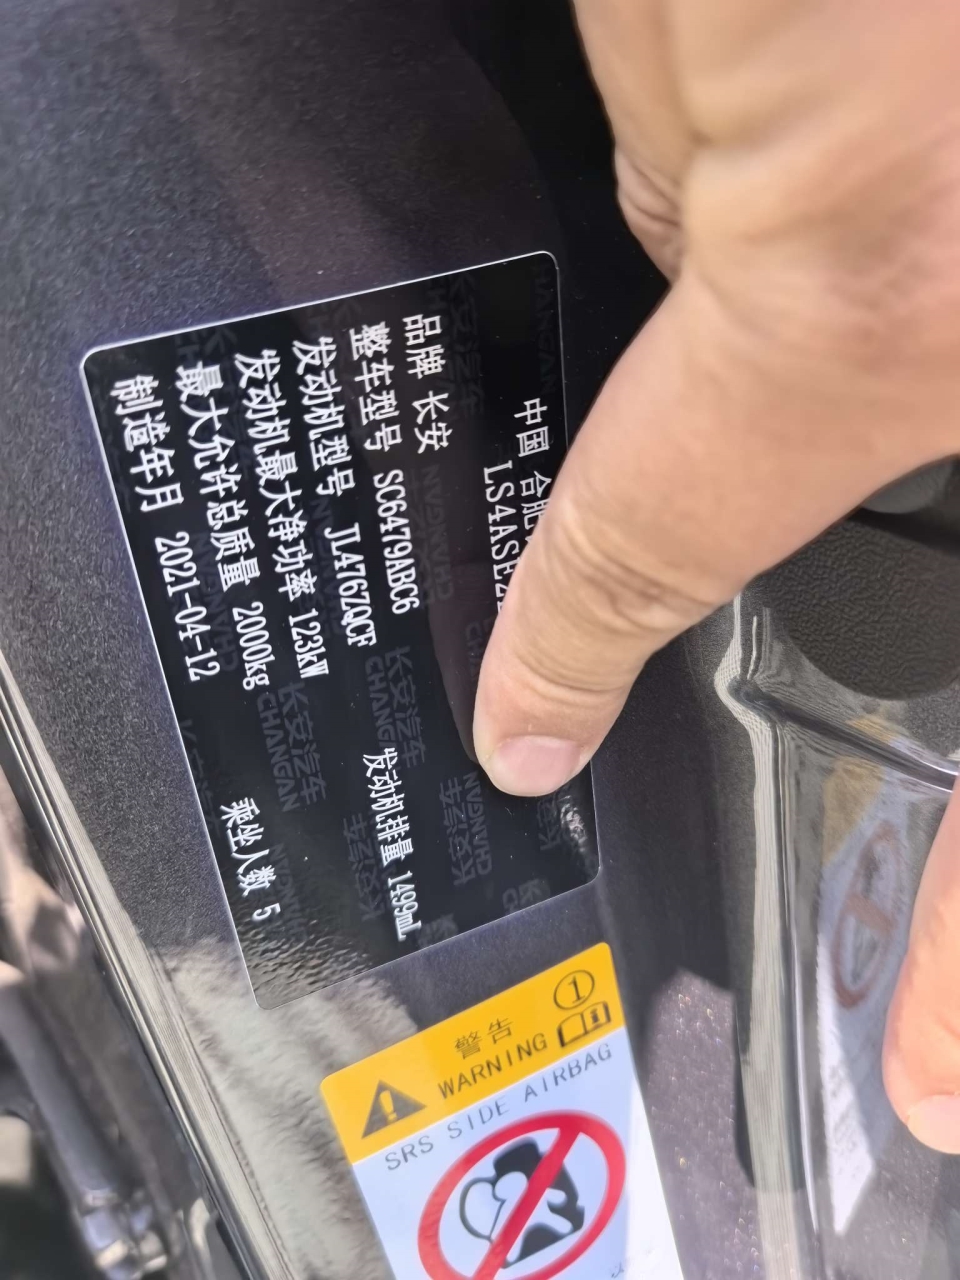 中国 合肥
LS4ASE2
品牌 长安
整车型号 SC6479ABC6
发动机型号 JL476ZQCF 发动机排量 1499mL
发动机最大净功率 123kW
最大允许总质量 2000kg 乘坐人数 5
制造年月 2021-04-12
长安汽车
CHANGAN
警告
WARNING
1
SRS SIDE AIRBAG